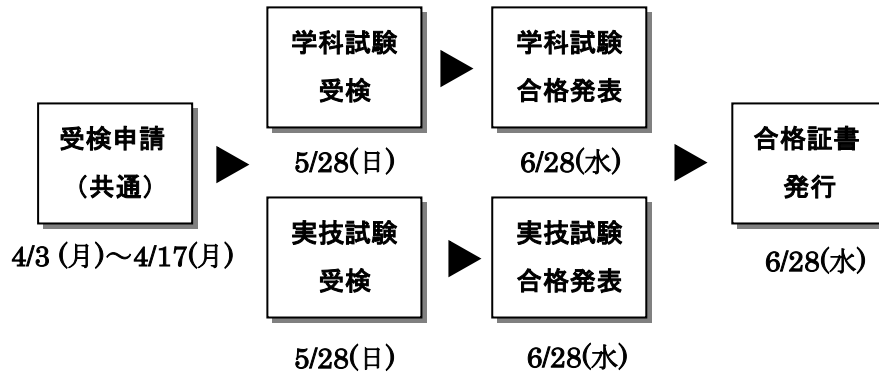 受検申請
（共通）
4/3 (月)～4/17(月)
学科試験
受検
5/28(日)
学科試験
合格発表
6/28(水)
実技試験
受検
5/28(日)
実技試験
合格発表
6/28(水)
合格証書
発行
6/28(水)